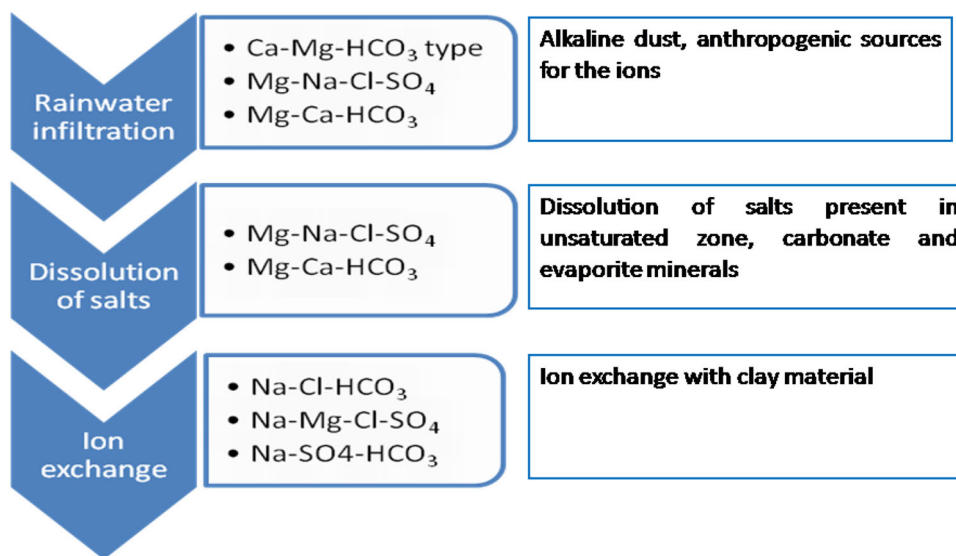 Rainwater
infiltration
• Ca-Mg-HCO₃ type
• Mg-Na-Cl-SO₄
• Mg-Ca-HCO₃
Alkaline dust, anthropogenic sources
for the ions
Dissolution
of salts
• Mg-Na-Cl-SO₄
• Mg-Ca-HCO₃
Dissolution of salts present in
unsaturated zone, carbonate and
evaporite minerals
Ion
exchange
• Na-Cl-HCO₃
• Na-Mg-Cl-SO₄
• Na-SO4-HCO₃
Ion exchange with clay material